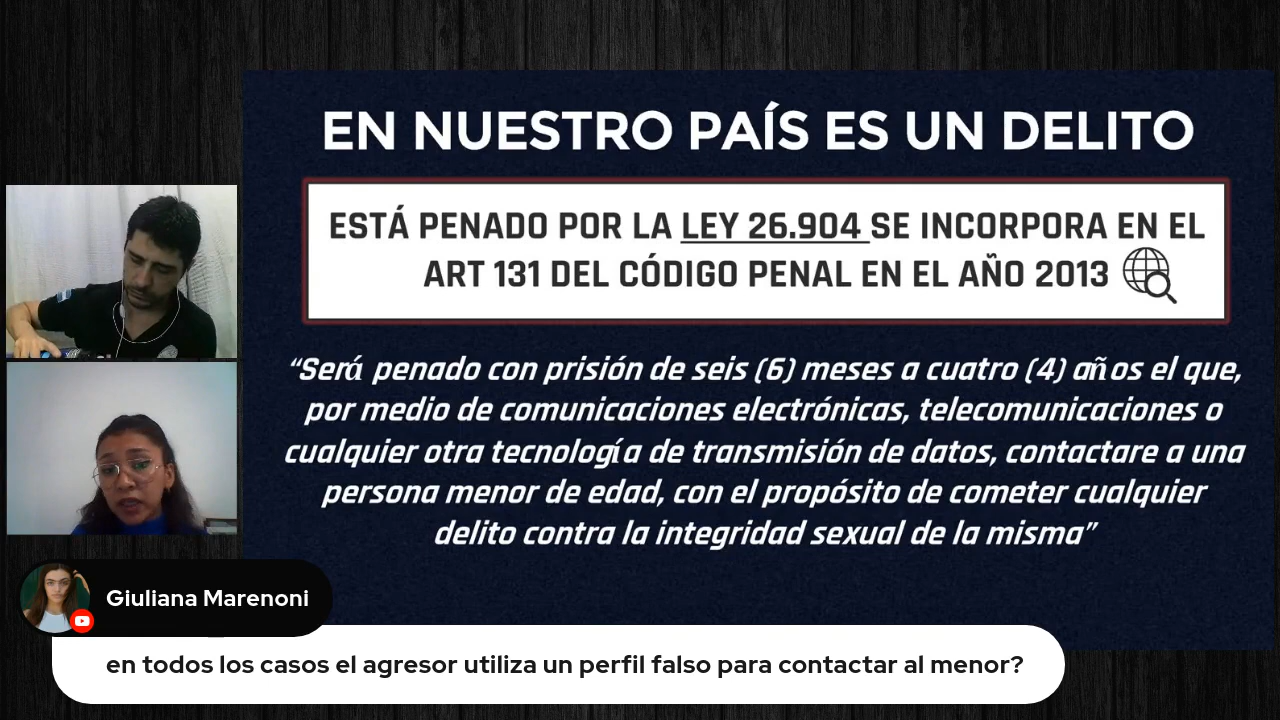 EN NUESTRO PAÍS ES UN DELITO
ESTÁ PENADO POR LA LEY 26.904 SE INCORPORA EN EL
ART 131 DEL CÓDIGO PENAL EN EL AÑO 2013
“Será penado con prisión de seis (6) meses a cuatro (4) años el que,
por medio de comunicaciones electrónicas, telecomunicaciones o
cualquier otra tecnología de transmisión de datos, contactare a una
persona menor de edad, con el propósito de cometer cualquier
delito contra la integridad sexual de la misma”
Giuliana Marenoni
en todos los casos el agresor utiliza un perfil falso para contactar al menor?